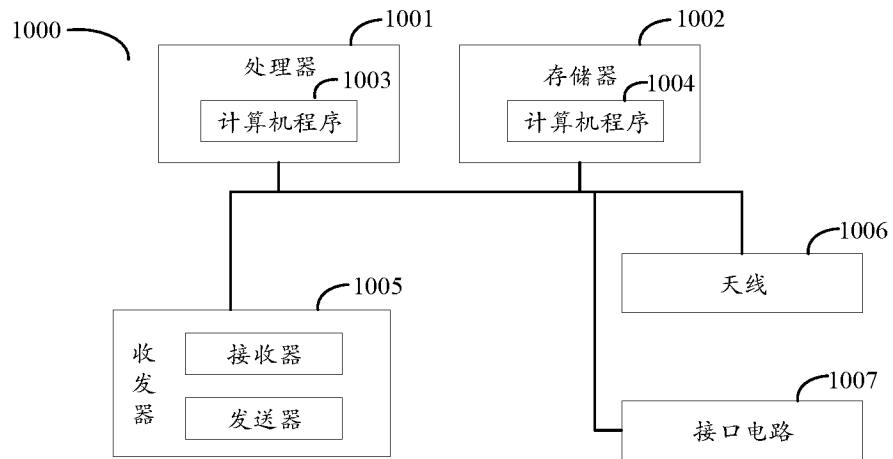 1000
1001
处理器
1003
计算机程序
1002
存储器
1004
计算机程序
1006
天线
1005
收发器
接收器
发送器
1007
接口电路